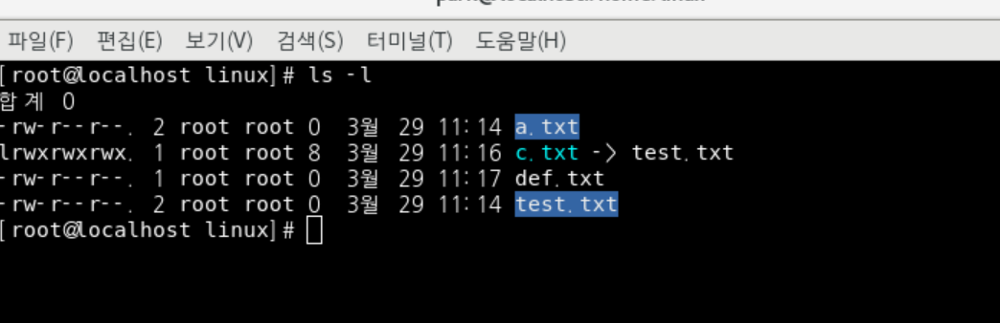 파일(F) 편집(E) 보기(V) 검색(S) 터미널(T) 도움말(H)
[root@localhost linux]# ls -l
합계 0
-rw-r--r--. 2 root root 0  3월 29 11:14 a.txt
lrwxrwxrwx. 1 root root 8  3월 29 11:16 c.txt -> test.txt
-rw-r--r--. 1 root root 0  3월 29 11:17 def.txt
-rw-r--r--. 2 root root 0  3월 29 11:14 test.txt
[root@localhost linux]#